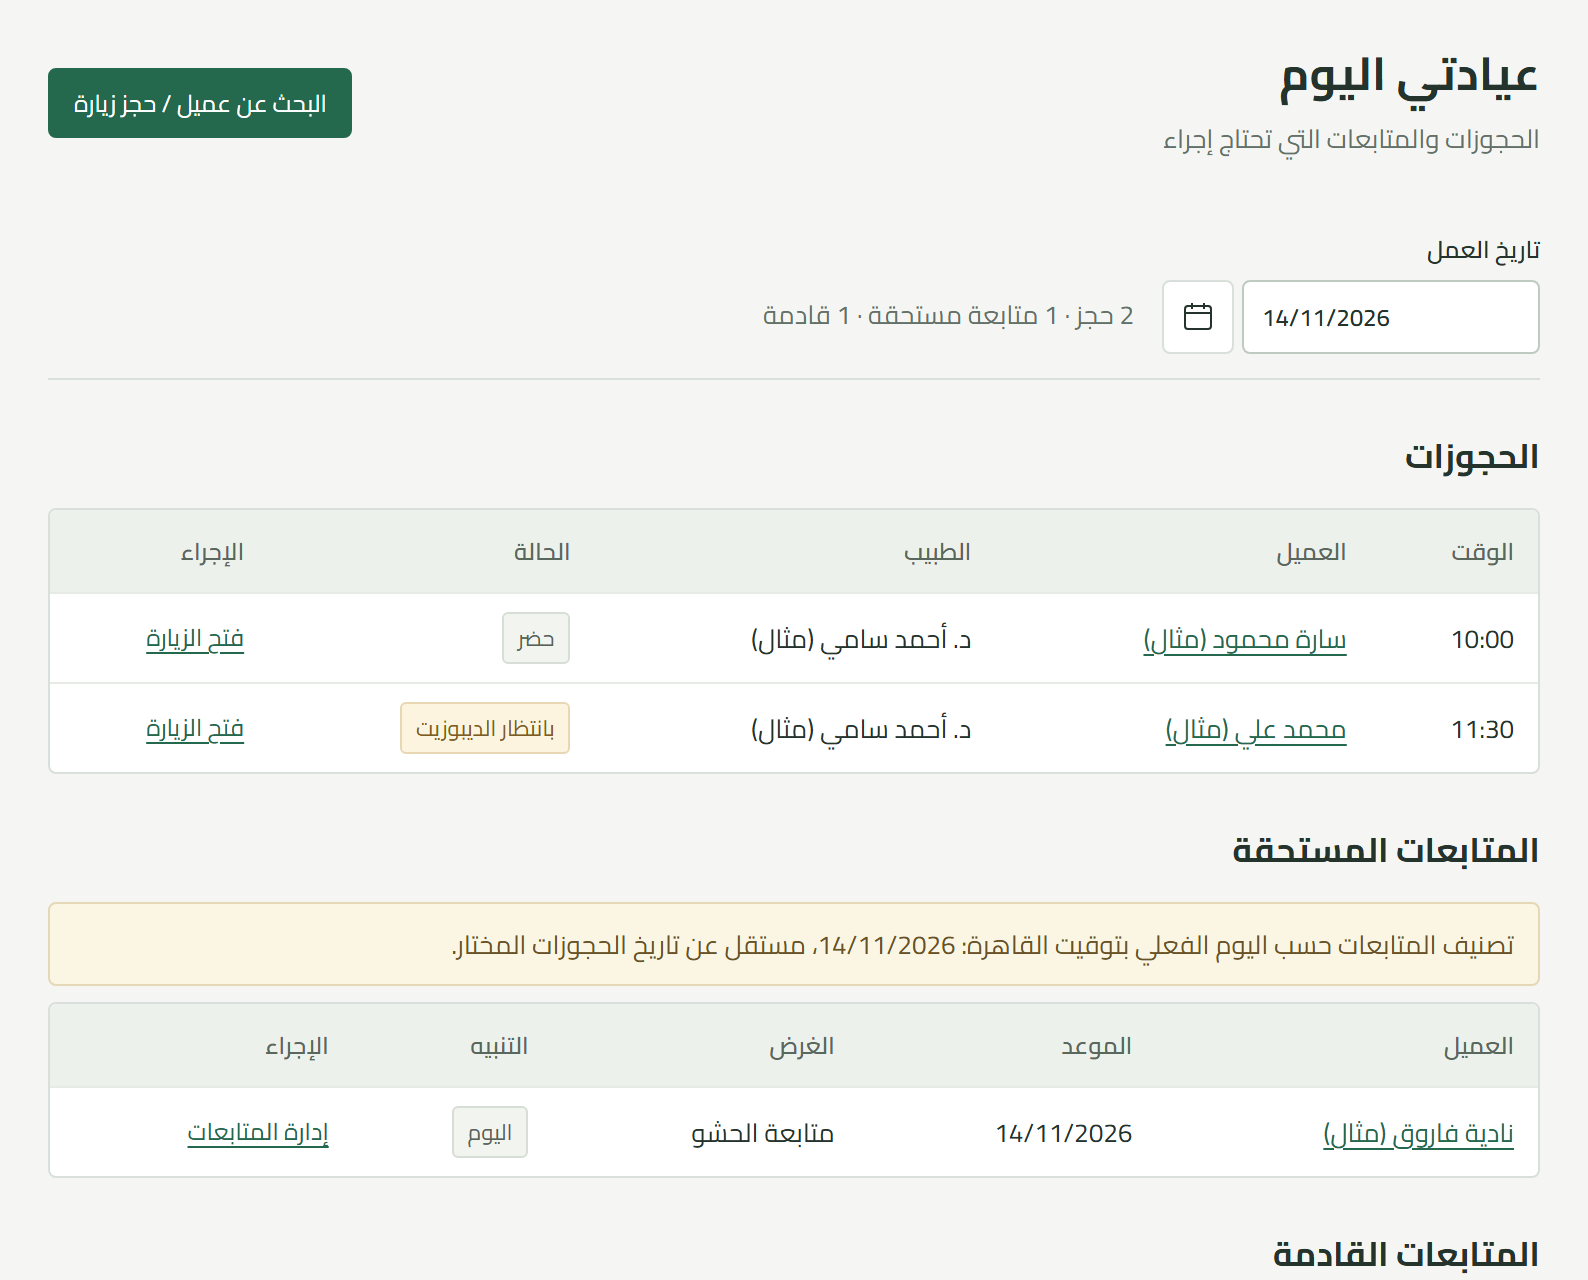 عيادتي اليوم
الحجوزات والمتابعات التي تحتاج إجراء
البحث عن عميل / حجز زيارة
تاريخ العمل
14/11/2026
2 حجز · 1 متابعة مستحقة · 1 قادمة
الحجوزات
الوقت العميل الطبيب الحالة الإجراء
10:00 سارة محمود (مثال) د. أحمد سامي (مثال) حضر فتح الزيارة
11:30 محمد علي (مثال) د. أحمد سامي (مثال) بانتظار الديبوزيت فتح الزيارة
المتابعات المستحقة
تصنيف المتابعات حسب اليوم الفعلي بتوقيت القاهرة: 14/11/2026، مستقل عن تاريخ الحجوزات المختار.
العميل الموعد الغرض التنبيه الإجراء
نادية فاروق (مثال) 14/11/2026 متابعة الحشو اليوم إدارة المتابعات
المتابعات القادمة